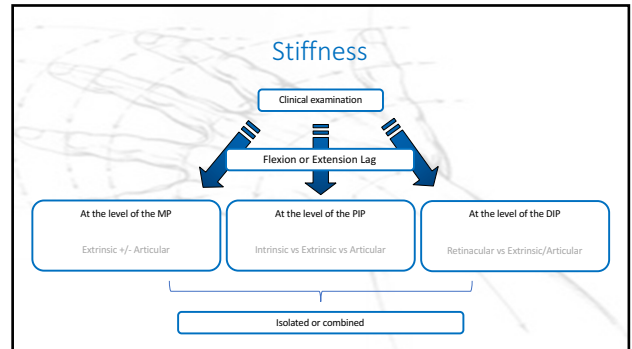 Stiffness
Clinical examination
Flexion or Extension Lag
At the level of the MP
Extrinsic +/- Articular
At the level of the PIP
Intrinsic vs Extrinsic vs Articular
At the level of the DIP
Retinacular vs Extrinsic/Articular
Isolated or combined